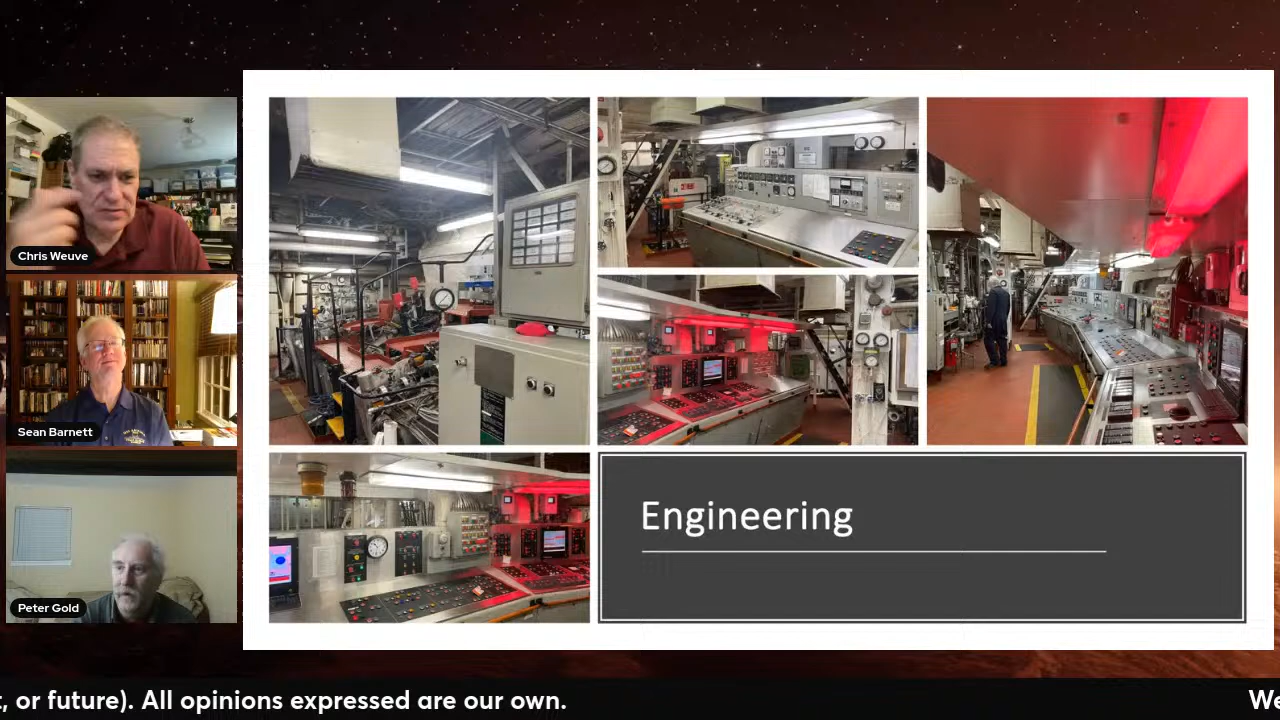 Chris Weuve
Sean Barnett
Peter Gold
Engineering
t, or future). All opinions expressed are our own.
We